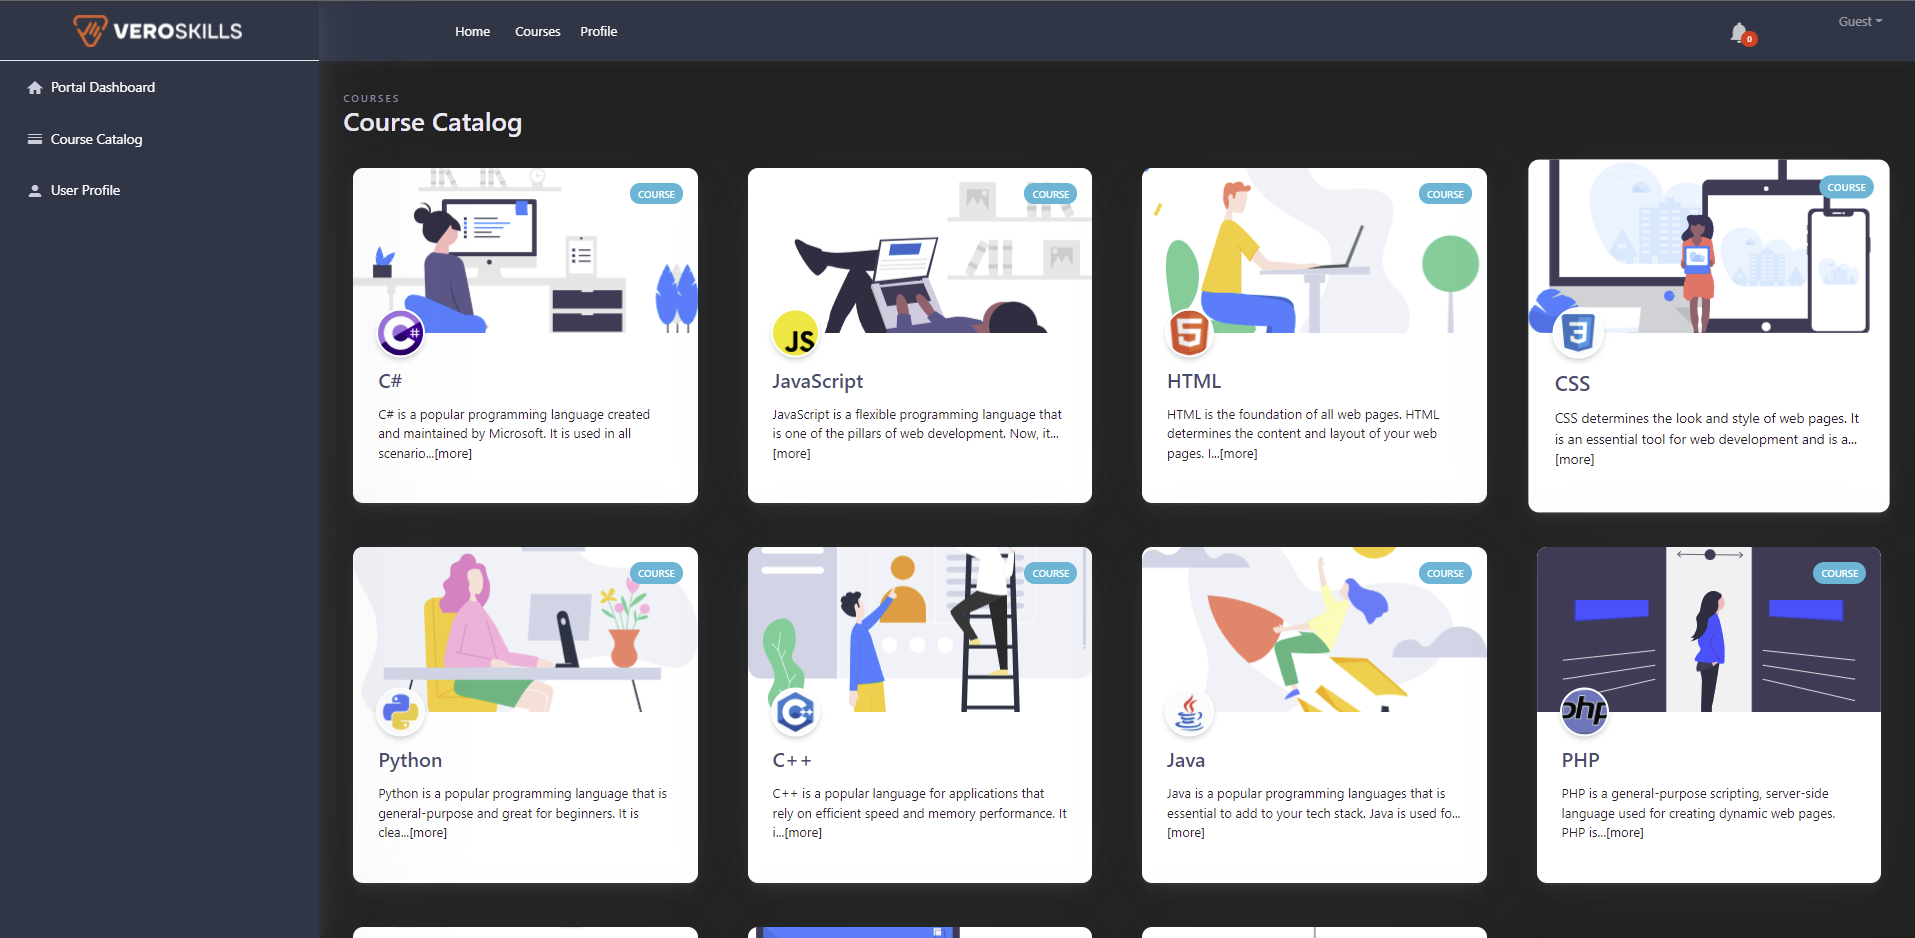 VEROSKILLS
Home Courses Profile
0
Guest
Portal Dashboard
Course Catalog
User Profile
COURSES
Course Catalog
COURSE
C#
C# is a popular programming language created
and maintained by Microsoft. It is used in all
scenario...[more]
COURSE
JS
JavaScript
JavaScript is a flexible programming language that
is one of the pillars of web development. Now, it...
[more]
COURSE
5
HTML
HTML is the foundation of all web pages. HTML
determines the content and layout of your web
pages. I...[more]
COURSE
3
CSS
CSS determines the look and style of web pages. It
is an essential tool for web development and is a...
[more]
COURSE
Python
Python is a popular programming language that is
general-purpose and great for beginners. It is
clea...[more]
COURSE
C++
C++
C++ is a popular language for applications that
rely on efficient speed and memory performance. It
i...[more]
COURSE
Java
Java is a popular programming languages that is
essential to add to your tech stack. Java is used fo...
[more]
COURSE
php
PHP
PHP is a general-purpose scripting, server-side
language used for creating dynamic web pages.
PHP is...[more]